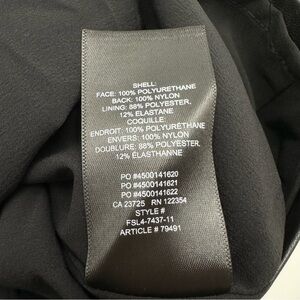 SHELL:
FACE: 100% POLYURETHANE
BACK: 100% NYLON
LINING: 88% POLYESTER,
12% ELASTANE
COQUILLE:
ENDROIT: 100% POLYURÉTHANE
ENVERS: 100% NYLON
DOUBLURE: 88% POLYESTER,
12% ÉLASTHANNE
PO #4500141620
PO #4500141621
PO #4500141622
CA 23725 RN 122354
STYLE #
FSL4-7437-11
ARTICLE # 79491